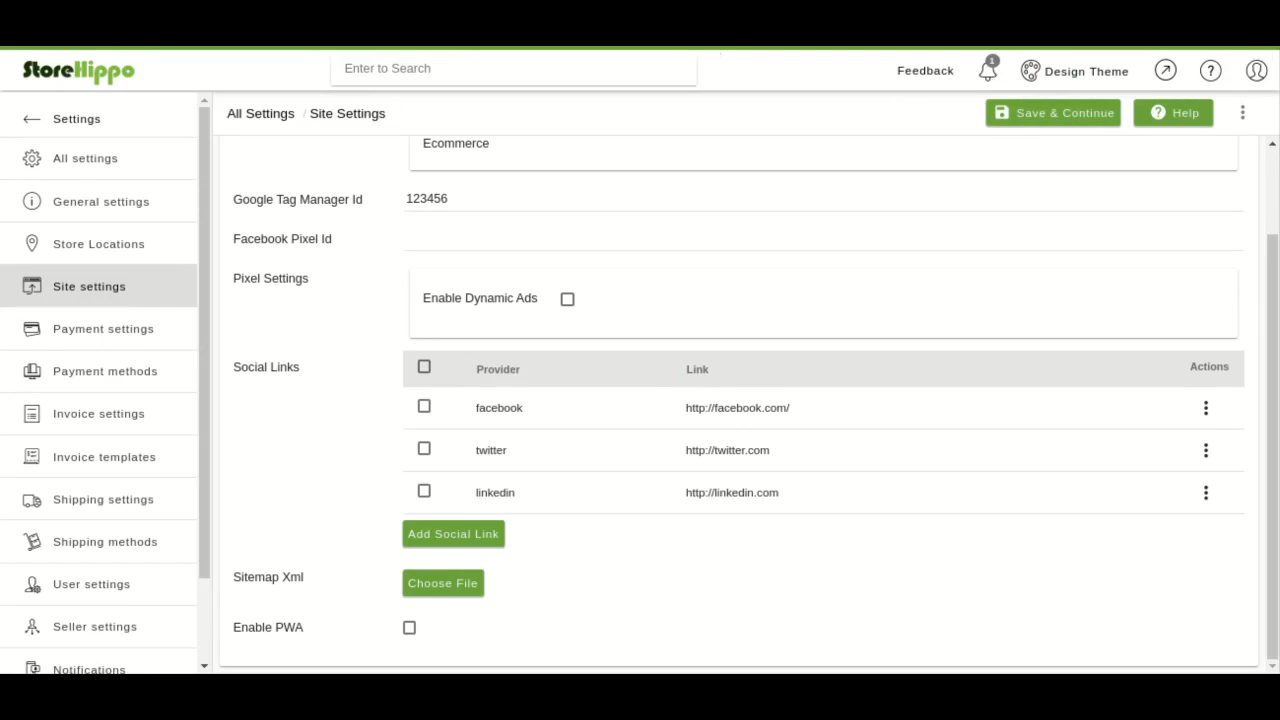 StoreHippo
Enter to Search
Feedback
1
Design Theme
Settings
All settings
General settings
Store Locations
Site settings
Payment settings
Payment methods
Invoice settings
Invoice templates
Shipping settings
Shipping methods
User settings
Seller settings
Notifications
All Settings / Site Settings
Save & Continue
Help
Ecommerce
Google Tag Manager Id 123456
Facebook Pixel Id
Pixel Settings
Enable Dynamic Ads
Social Links
Provider Link Actions
facebook http://facebook.com/
twitter http://twitter.com
linkedin http://linkedin.com
Add Social Link
Sitemap Xml Choose File
Enable PWA